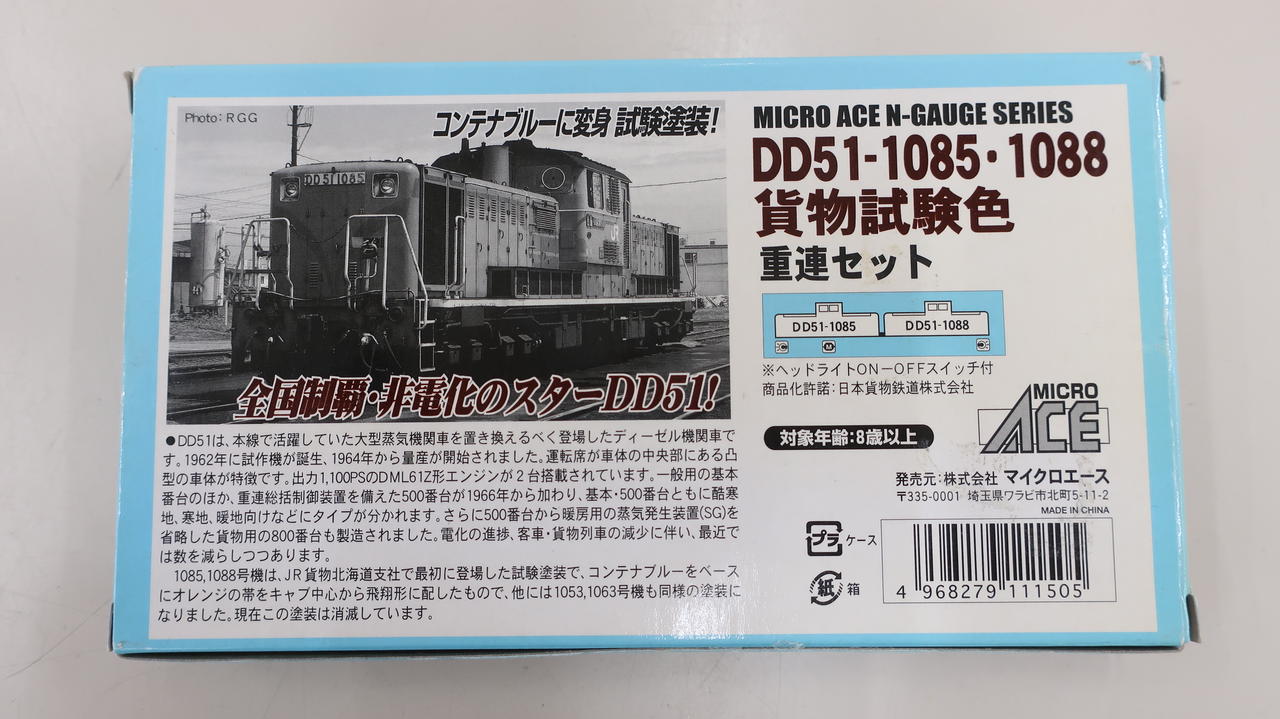 Photo：RGG
コンテナブルーに変身 試験塗装！
DD51 1085
JR
全国制覇・非電化のスターDD51！
●DD51は、本線で活躍していた大型蒸気機関車を置き換えるべく登場したディーゼル機関車で
す。1962年に試作機が誕生、1964年から量産が開始されました。運転席が車体の中央部にある凸
型の車体が特徴です。出力1,100PSのDML61Z形エンジンが２台搭載されています。一般用の基本
番台のほか、重連総括制御装置を備えた500番台が1966年から加わり、基本・500番台ともに酷寒
地、寒地、暖地向けなどにタイプが分かれます。さらに500番台から暖房用の蒸気発生装置(SG)を
省略した貨物用の800番台も製造されました。電化の進捗、客車・貨物列車の減少に伴い、最近で
は数を減らしつつあります。
1085,1088号機は、JR貨物北海道支社で最初に登場した試験塗装で、コンテナブルーをベース
にオレンジの帯をキャブ中心から飛翔形に配したもので、他には1053,1063号機も同様の塗装に
なりました。現在この塗装は消滅しています。
MICRO ACE N-GAUGE SERIES
DD51-1085・1088
貨物試験色
重連セット
DD51-1085
DD51-1088
M
※ヘッドライトON－OFFスイッチ付
商品化許諾：日本貨物鉄道株式会社
MICRO
ACE
対象年齢：8歳以上
発売元：株式会社 マイクロエース
〒335-0001 埼玉県ワラビ市北町5-11-2
MADE IN CHINA
プラ ケース
紙 箱
4 968279 111505